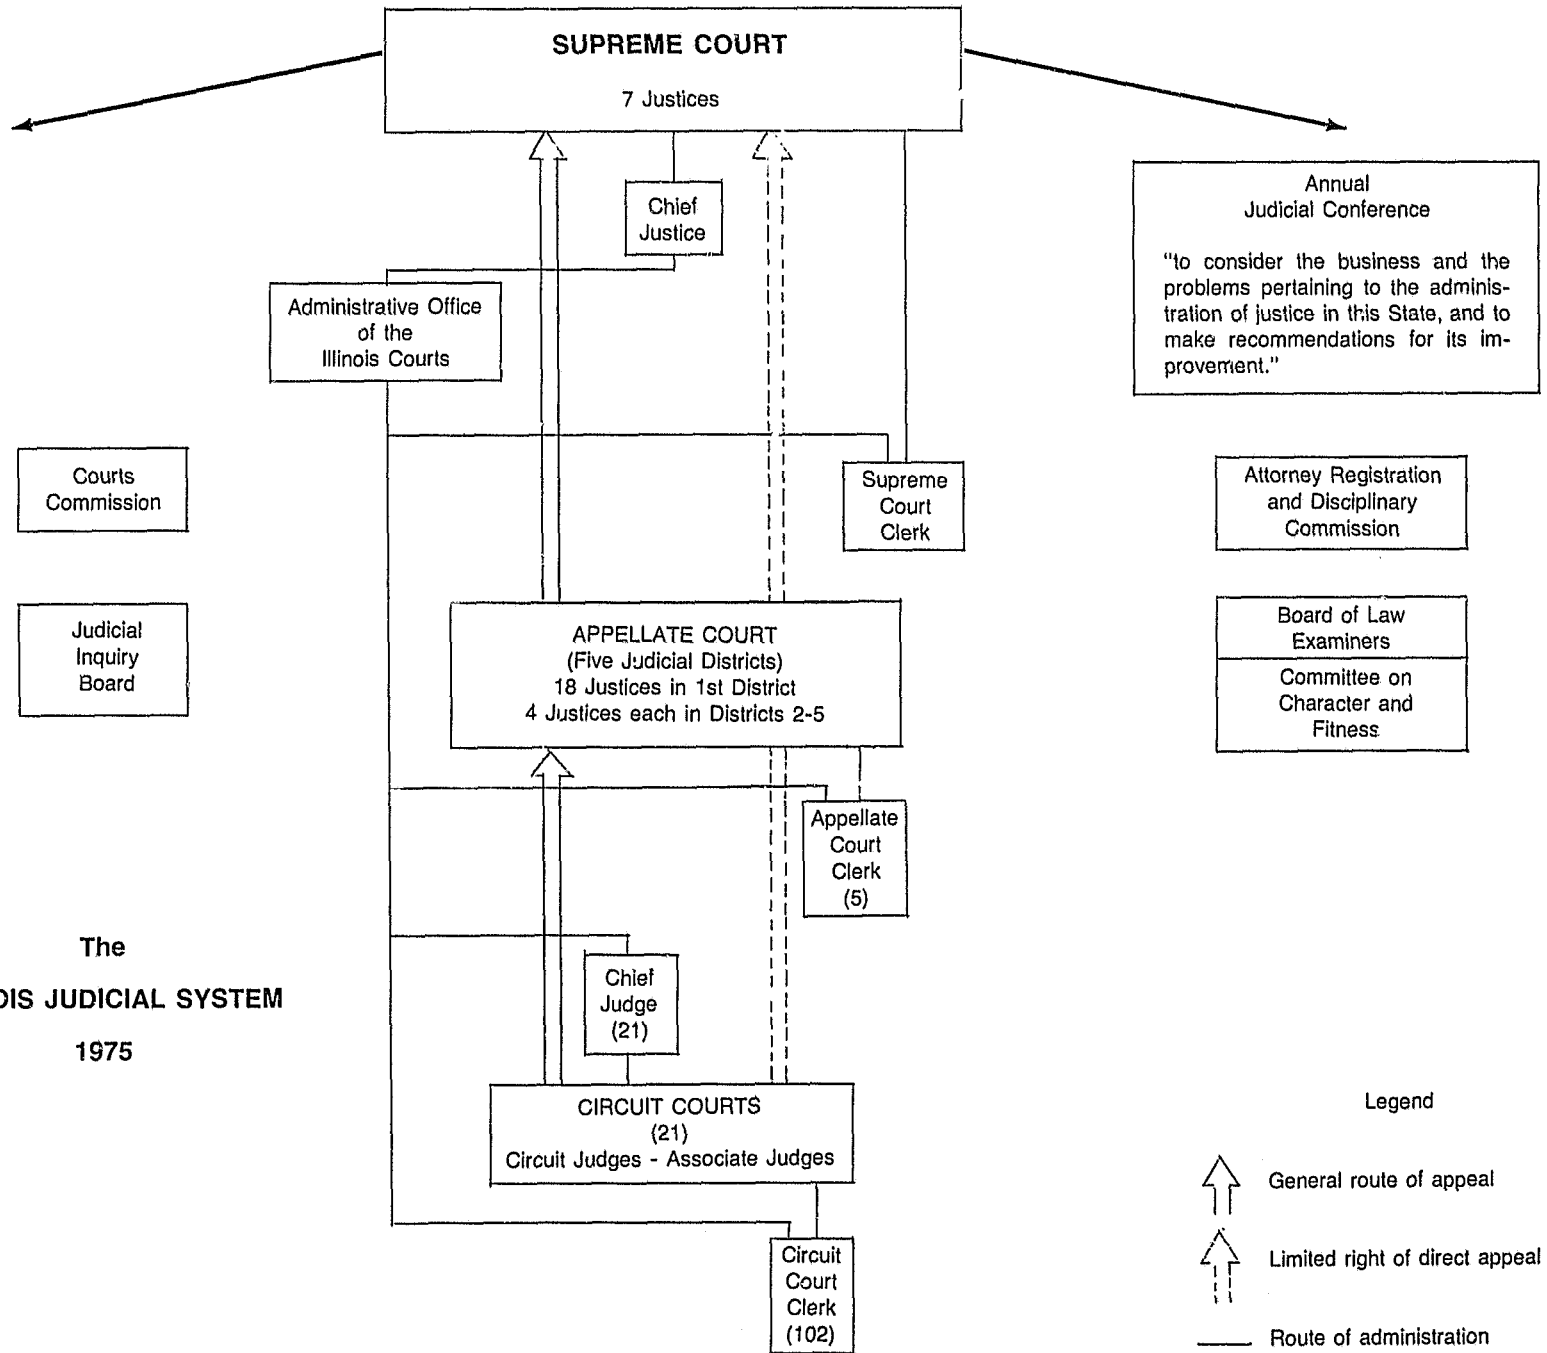 SUPREME COURT
7 Justices
Chief
Justice
Administrative Office
of the
Illinois Courts
Annual
Judicial Conference
"to consider the business and the
problems pertaining to the adminis-
tration of justice in this State, and to
make recommendations for its im-
provement."
Courts
Commission
Supreme
Court
Clerk
Attorney Registration
and Disciplinary
Commission
Judicial
Inquiry
Board
APPELLATE COURT
(Five Judicial Districts)
18 Justices in 1st District
4 Justices each in Districts 2-5
Board of Law
Examiners
Committee on
Character and
Fitness
Appellate
Court
Clerk
(5)
The
OIS JUDICIAL SYSTEM
1975
Chief
Judge
(21)
CIRCUIT COURTS
(21)
Circuit Judges - Associate Judges
Circuit
Court
Clerk
(102)
Legend
General route of appeal
Limited right of direct appeal
Route of administration